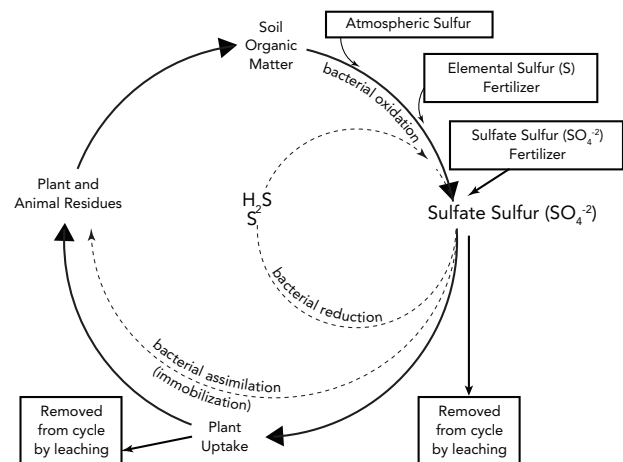 Soil
Organic
Matter
Atmospheric Sulfur
Elemental Sulfur (S)
Fertilizer
bacterial oxidation
Sulfate Sulfur (SO₄⁻²)
Fertilizer
Plant and
Animal Residues
H₂S
S
Sulfate Sulfur (SO₄⁻²)
bacterial reduction
bacterial assimilation
(immobilization)
Removed
from cycle
by leaching
Plant
Uptake
Removed
from cycle
by leaching